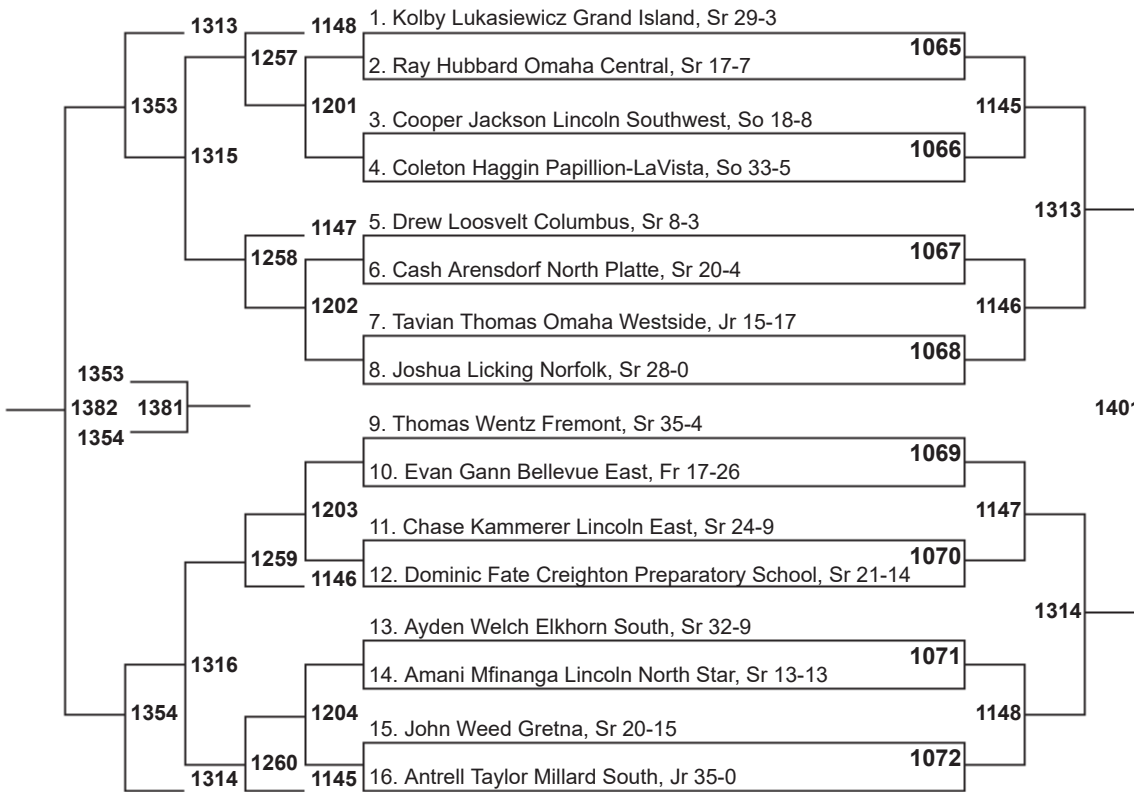 1313
1148
1. Kolby Lukasiewicz Grand Island, Sr 29-3
1065
1257
2. Ray Hubbard Omaha Central, Sr 17-7
1353
1201
1145
3. Cooper Jackson Lincoln Southwest, So 18-8
1066
1315
4. Coleton Haggin Papillion-LaVista, So 33-5
1313
1147
5. Drew Loosvelt Columbus, Sr 8-3
1067
1258
6. Cash Arensdorf North Platte, Sr 20-4
1202
1146
7. Tavian Thomas Omaha Westside, Jr 15-17
1068
8. Joshua Licking Norfolk, Sr 28-0
1353
1382
1381
1401
1354
9. Thomas Wentz Fremont, Sr 35-4
1069
10. Evan Gann Bellevue East, Fr 17-26
1203
1147
11. Chase Kammerer Lincoln East, Sr 24-9
1070
1259
1146
12. Dominic Fate Creighton Preparatory School, Sr 21-14
1314
13. Ayden Welch Elkhorn South, Sr 32-9
1071
1316
14. Amani Mfinanga Lincoln North Star, Sr 13-13
1354
1204
1148
15. John Weed Gretna, Sr 20-15
1072
1260
1314
1145
16. Antrell Taylor Millard South, Jr 35-0